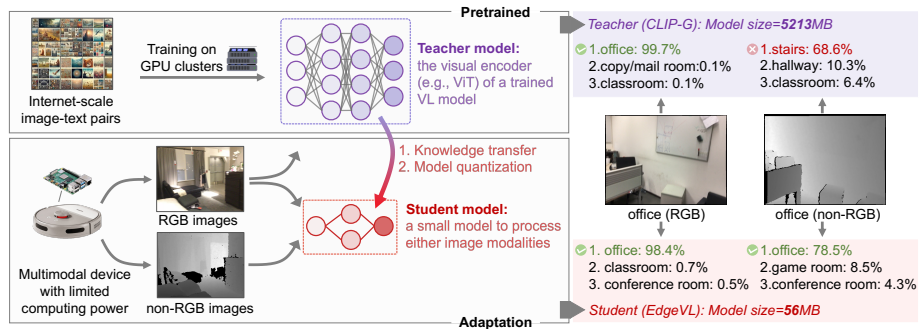 Pretrained
Internet-scale
image-text pairs
Training on
GPU clusters
Teacher model:
the visual encoder
(e.g., ViT) of a trained
VL model
1. Knowledge transfer
2. Model quantization
Multimodal device
with limited
computing power
RGB images
non-RGB images
Student model:
a small model to process
either image modalities
Adaptation
Teacher (CLIP-G): Model size=5213MB
1.office: 99.7%
2.copy/mail room:0.1%
3.classroom: 0.1%
1.stairs: 68.6%
2.hallway: 10.3%
3.classroom: 6.4%
office (RGB)
office (non-RGB)
1. office: 98.4%
2. classroom: 0.7%
3. conference room: 0.5%
1.office: 78.5%
2.game room: 8.5%
3.conference room: 4.3%
Student (EdgeVL): Model size=56MB